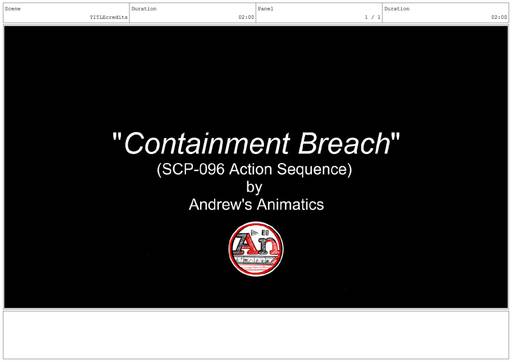 Scene Duration Panel Duration
TITLEcredits 02:00 1 / 1 02:00
"Containment Breach"
(SCP-096 Action Sequence)
by
Andrew's Animatics
An